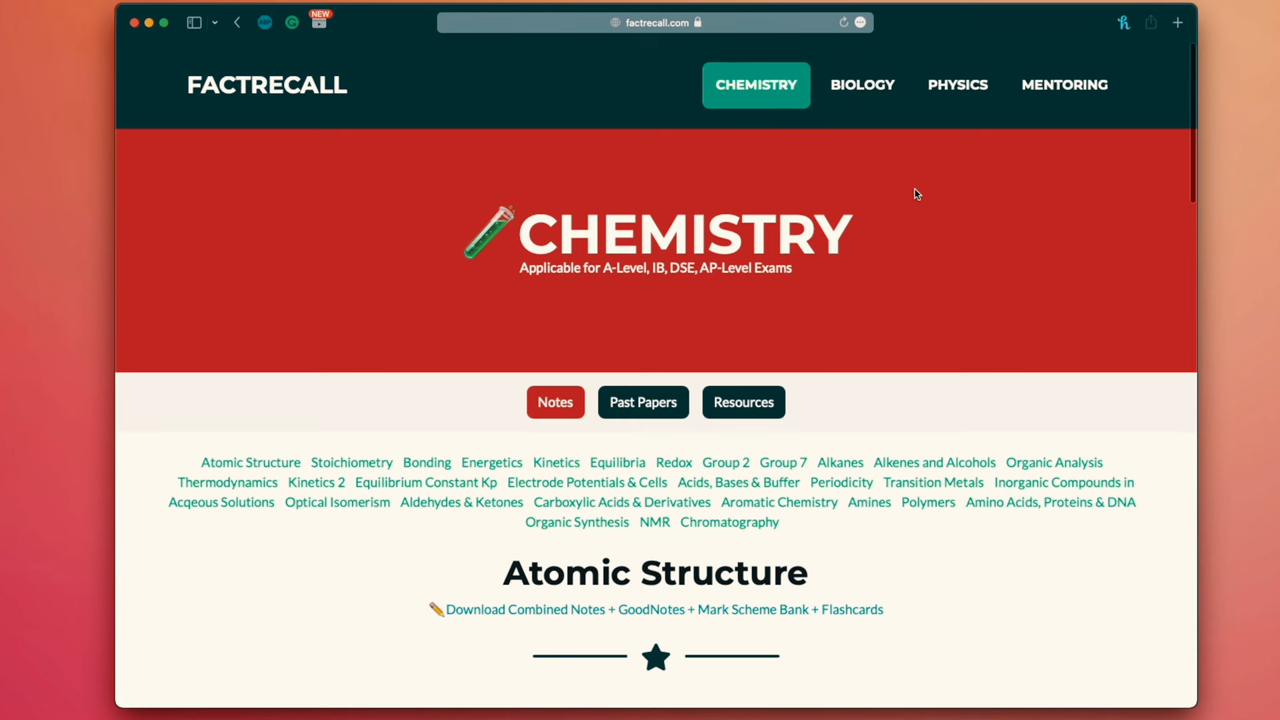 NEW
factrecall.com
FACTRECALL
CHEMISTRY BIOLOGY PHYSICS MENTORING
CHEMISTRY
Applicable for A-Level, IB, DSE, AP-Level Exams
Notes Past Papers Resources
Atomic Structure Stoichiometry Bonding Energetics Kinetics Equilibria Redox Group 2 Group 7 Alkanes Alkenes and Alcohols Organic Analysis
Thermodynamics Kinetics 2 Equilibrium Constant Kp Electrode Potentials & Cells Acids, Bases & Buffer Periodicity Transition Metals Inorganic Compounds in
Acqeous Solutions Optical Isomerism Aldehydes & Ketones Carboxylic Acids & Derivatives Aromatic Chemistry Amines Polymers Amino Acids, Proteins & DNA
Organic Synthesis NMR Chromatography
Atomic Structure
Download Combined Notes + GoodNotes + Mark Scheme Bank + Flashcards